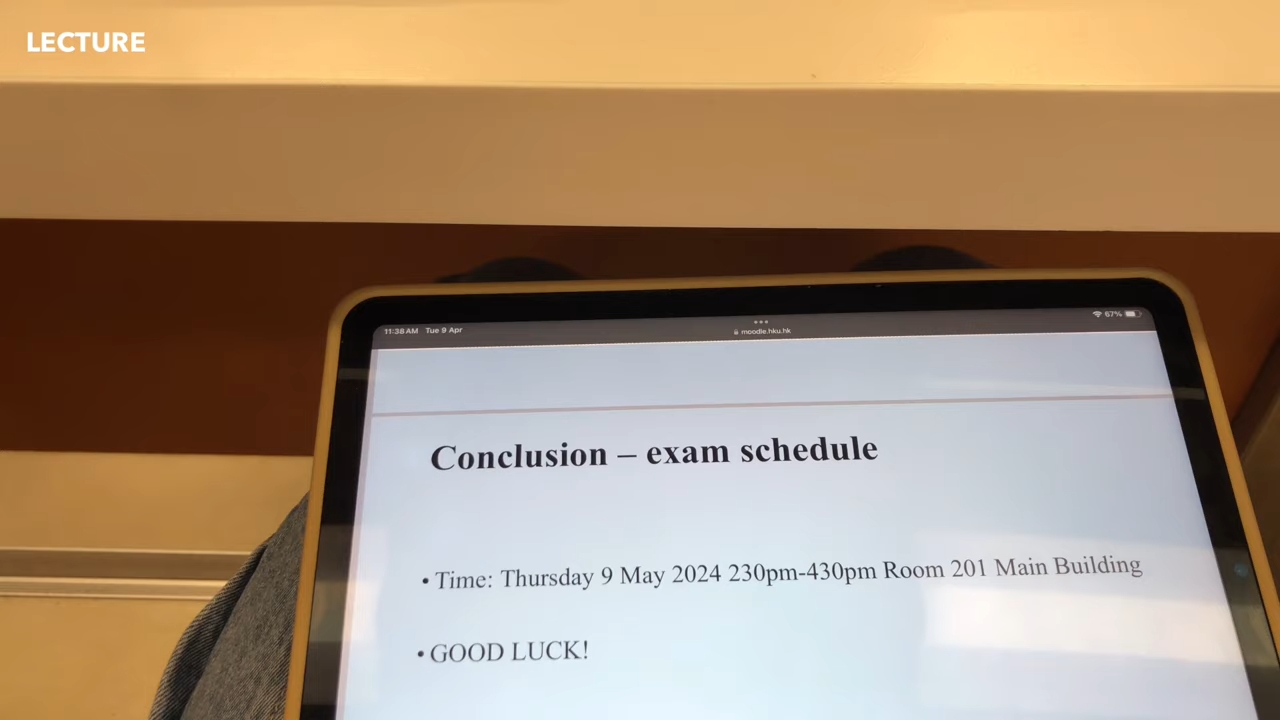 LECTURE
11:38 AM Tue 9 Apr
•••
moodle.hku.hk
67%
Conclusion – exam schedule
• Time: Thursday 9 May 2024 230pm-430pm Room 201 Main Building
• GOOD LUCK!